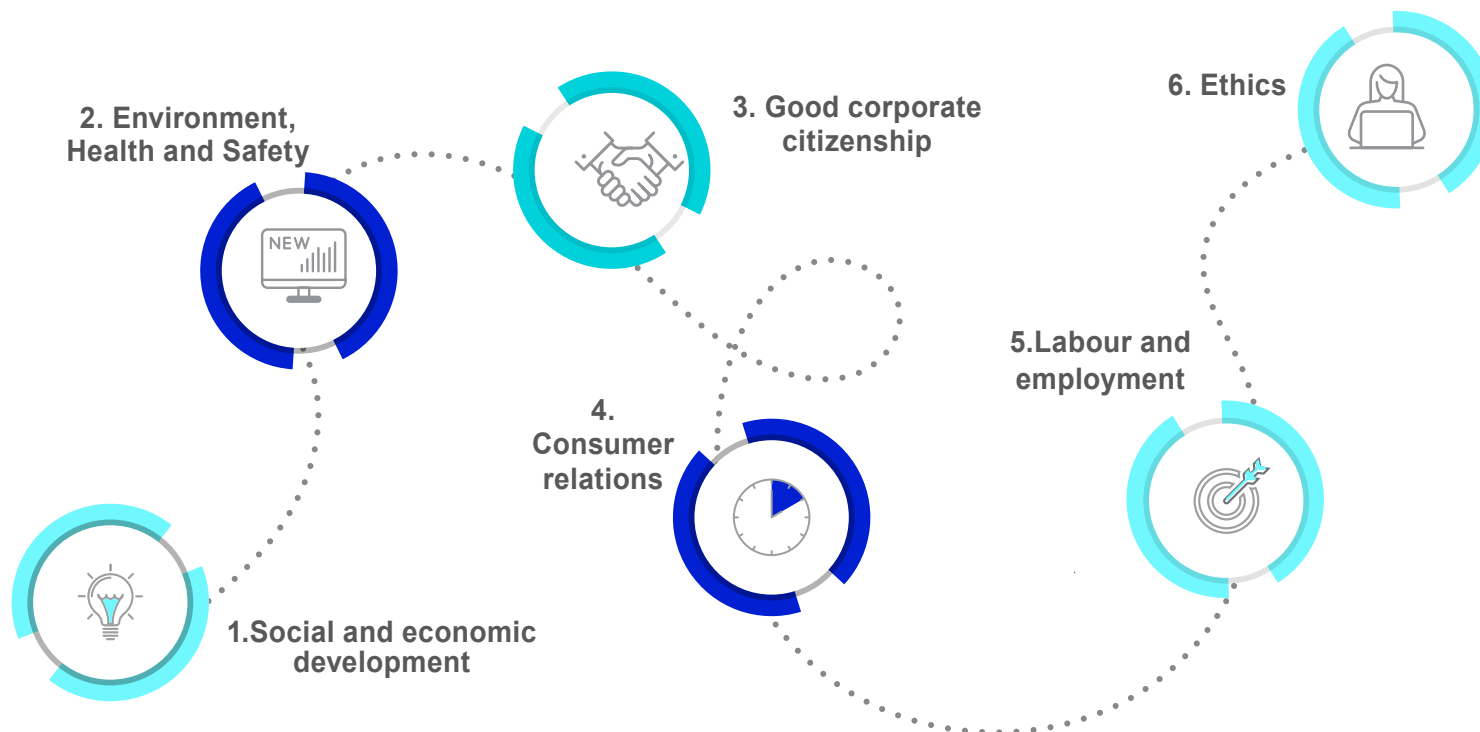 1.Social and economic
development
2. Environment,
Health and Safety
NEW
3. Good corporate
citizenship
4.
Consumer
relations
5.Labour and
employment
6. Ethics